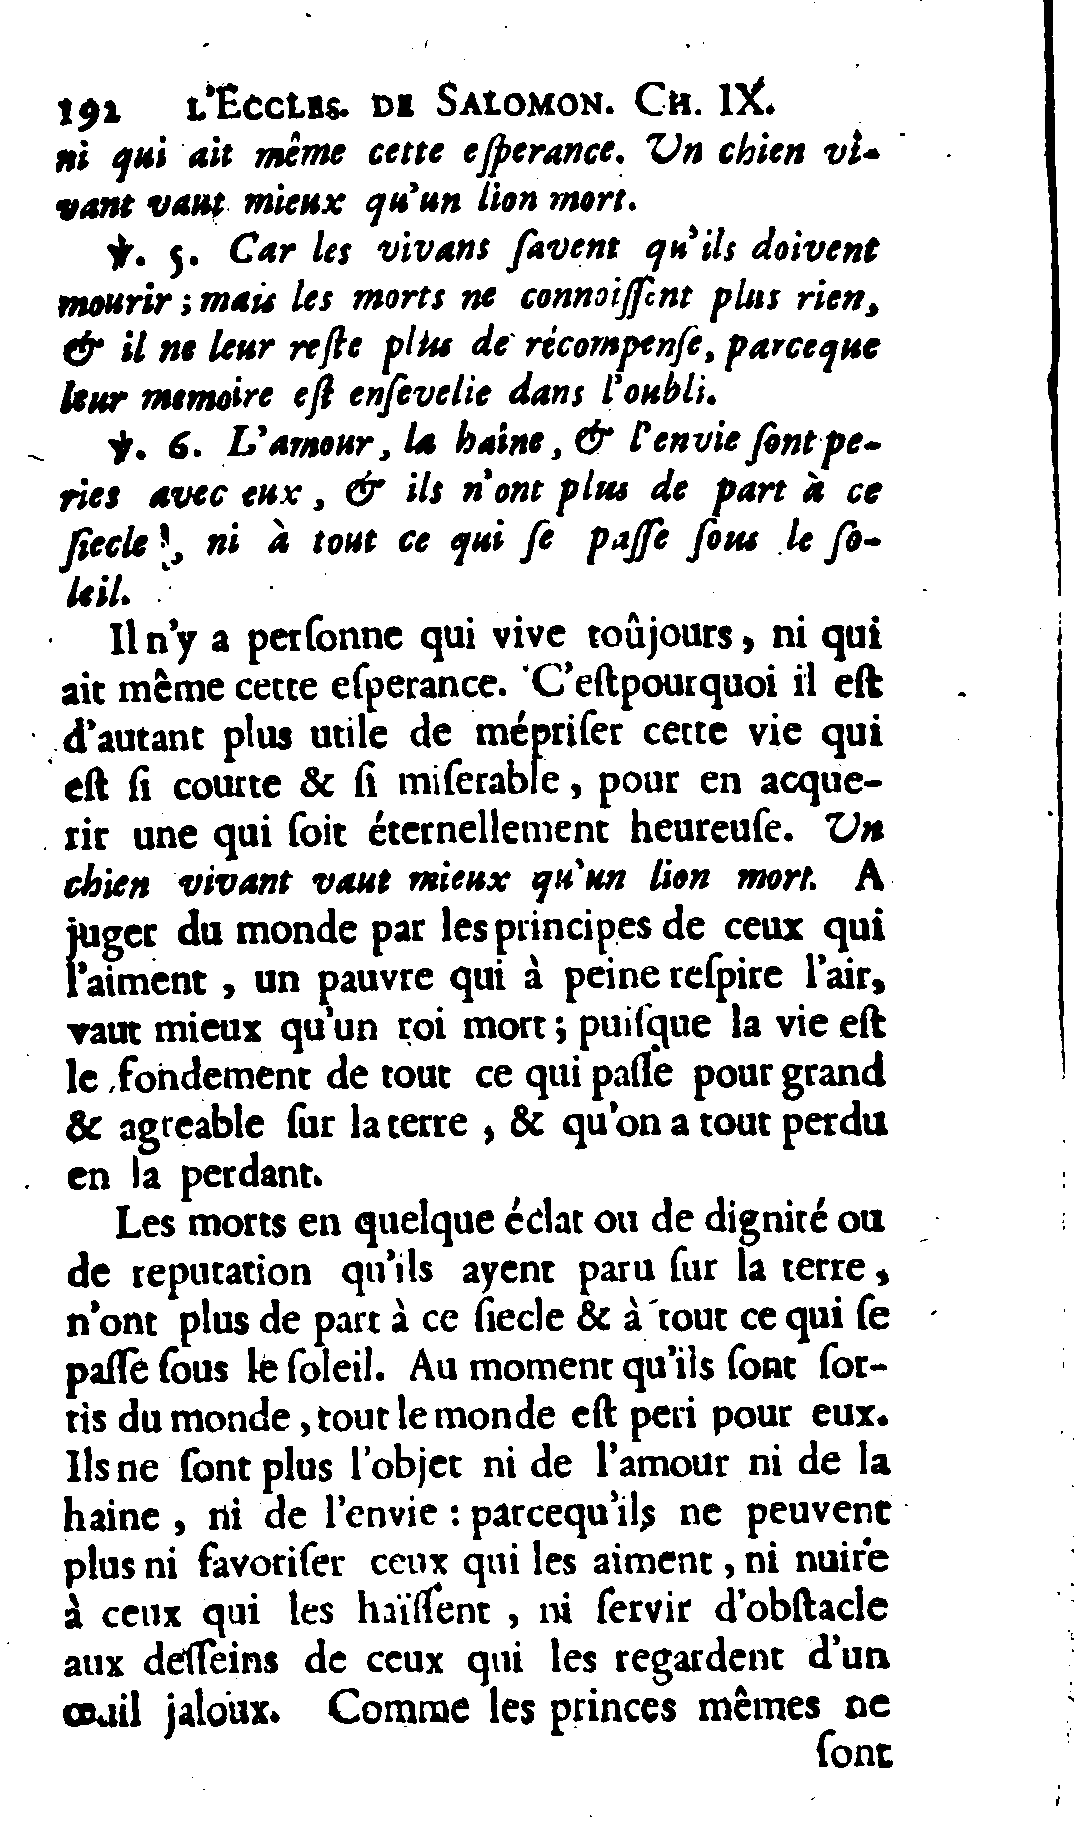 192 L'ECCLES. DE SALOMON. CH. IX.
ni qui ait même cette eſperance. Un chien vi-
vant vaut mieux qu'un lion mort.
℣. 5. Car les vivans ſavent qu'ils doivent
mourir ; mais les morts ne connoiſſent plus rien,
& il ne leur reſte plus de récompenſe, parceque
leur memoire eſt enſevelie dans l'oubli.
℣. 6. L'amour, la haine, & l'envie ſont pe-
ries avec eux, & ils n'ont plus de part à ce
ſiecle, ni à tout ce qui ſe paſſe ſous le ſo-
leil.
Il n'y a perſonne qui vive toûjours, ni qui
ait même cette eſperance. C'eſtpourquoi il eſt
d'autant plus utile de mépriſer cette vie qui
eſt ſi courte & ſi miſerable, pour en acque-
rir une qui ſoit éternellement heureuſe. Un
chien vivant vaut mieux qu'un lion mort. A
juger du monde par les principes de ceux qui
l'aiment, un pauvre qui à peine reſpire l'air,
vaut mieux qu'un roi mort ; puiſque la vie eſt
le fondement de tout ce qui paſſe pour grand
& agreable ſur la terre, & qu'on a tout perdu
en la perdant.
Les morts en quelque éclat ou de dignité ou
de reputation qu'ils ayent paru ſur la terre,
n'ont plus de part à ce ſiecle & à tout ce qui ſe
paſſe ſous le ſoleil. Au moment qu'ils ſont ſor-
tis du monde, tout le monde eſt peri pour eux.
Ils ne ſont plus l'objet ni de l'amour ni de la
haine, ni de l'envie : parcequ'ils ne peuvent
plus ni favoriſer ceux qui les aiment, ni nuire
à ceux qui les haïſſent, ni ſervir d'obſtacle
aux deſſeins de ceux qui les regardent d'un
œuil jaloux. Comme les princes mêmes ne
ſont